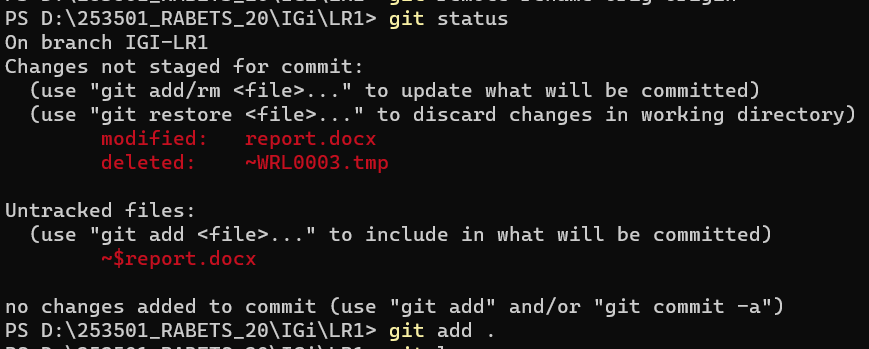 PS D:\253501_RABETS_20\IGi\LR1> git status
On branch IGI-LR1
Changes not staged for commit:
  (use "git add/rm <file>..." to update what will be committed)
  (use "git restore <file>..." to discard changes in working directory)
        modified:   report.docx
        deleted:    ~WRL0003.tmp

Untracked files:
  (use "git add <file>..." to include in what will be committed)
        ~$report.docx

no changes added to commit (use "git add" and/or "git commit -a")
PS D:\253501_RABETS_20\IGi\LR1> git add .